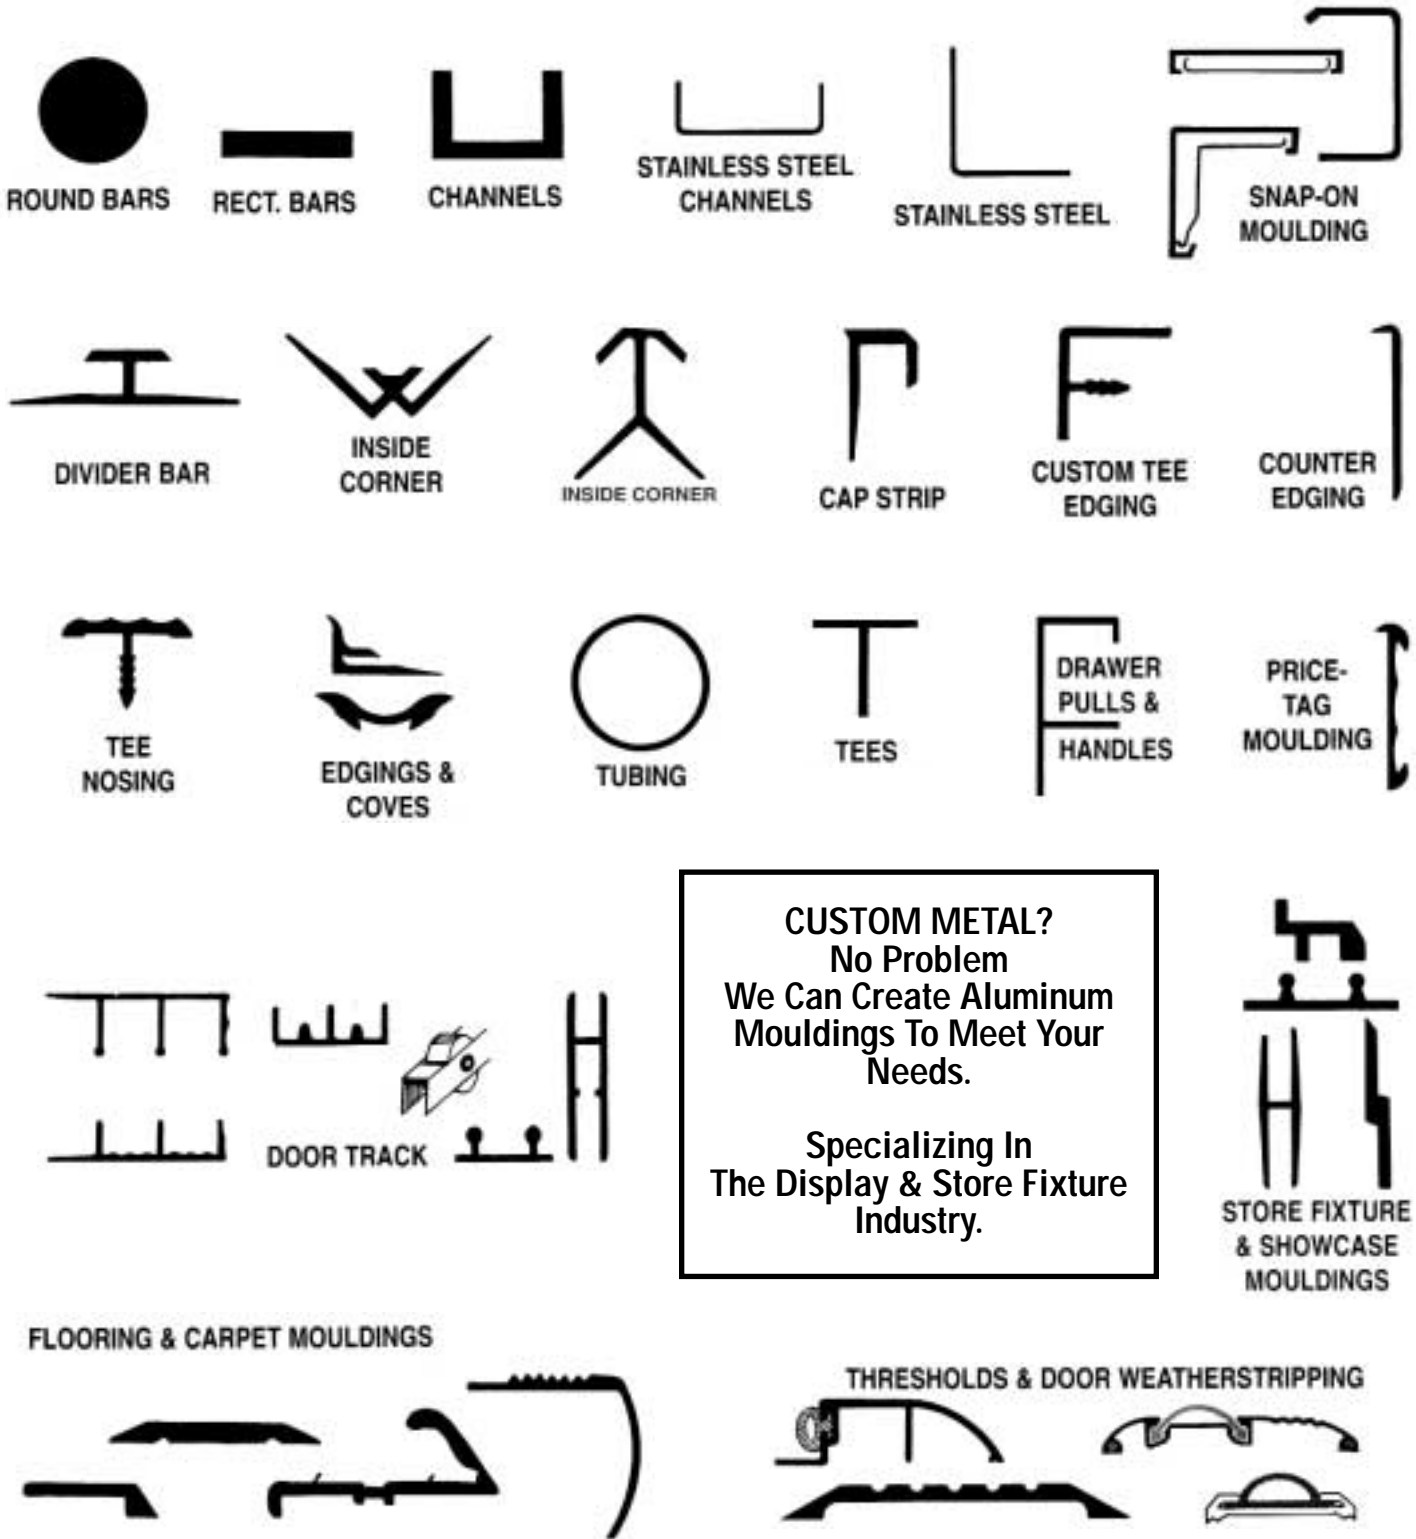 ROUND BARS
RECT. BARS
CHANNELS
STAINLESS STEEL
CHANNELS
STAINLESS STEEL
SNAP-ON
MOULDING
DIVIDER BAR
INSIDE
CORNER
INSIDE CORNER
CAP STRIP
CUSTOM TEE
EDGING
COUNTER
EDGING
TEE
NOSING
EDGINGS &
COVES
TUBING
TEES
DRAWER
PULLS &
HANDLES
PRICE-
TAG
MOULDING
DOOR TRACK
CUSTOM METAL?
No Problem
We Can Create Aluminum
Mouldings To Meet Your
Needs.
Specializing In
The Display & Store Fixture
Industry.
STORE FIXTURE
& SHOWCASE
MOULDINGS
FLOORING & CARPET MOULDINGS
THRESHOLDS & DOOR WEATHERSTRIPPING